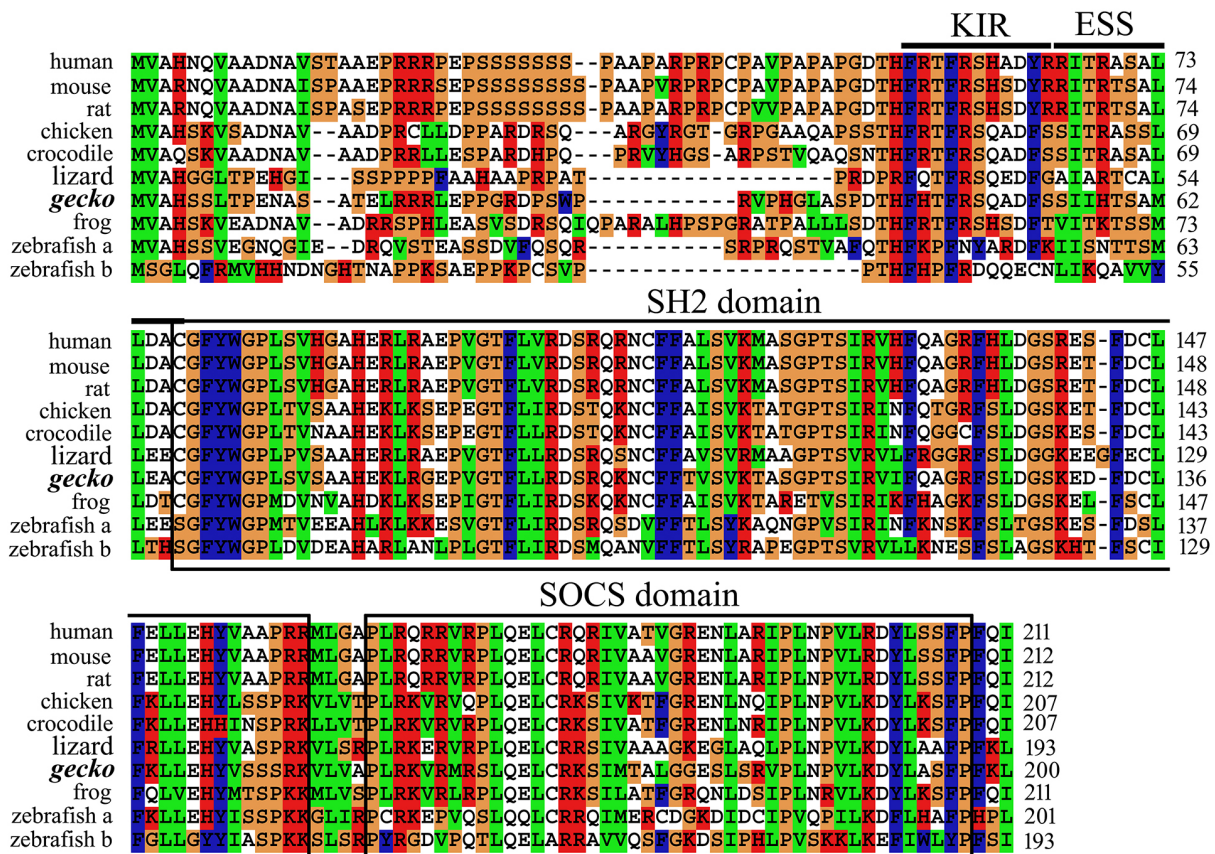 KIR ESS
human MVAHNQVAADNAVSTAAEPRRRPEPSSSSSSS--PAAPARPRPCPAVPAPAPGDTHFRTFRSHADYRRITRASAL 73
mouse MVARNQVAADNAISPAAEPRRRSEPSSSSSSSS-PAAPVRPRPCPAVPAPAPGDTHFRTFRSHSDYRRITRTSAL 74
rat MVARNQVAADNAISPASEPRRRSEPSSSSSSSS-PAAPARPRPCPVVPAPAPGDTHFRTFRSHSDYRRITRTSAL 74
chicken MVAHSKVSADNAV--AADPRCLLDPPARDRSQ---ARGYRGT-GRPGAAQAPSSTHFRTFRSQADFSSITRASSL 69
crocodile MVAQSKVAADNAV--AADPRRLLESPARDHPQ---PRVYHGS-ARPSTVQAQSNTHFRTFRSQADFSSITRASAL 69
lizard MVAHGGLTPEHGI--SSPPPPFAAHAAPRPAT-------------------PRDPRFQTFRSQEDFGAIARTCAL 54
gecko MVAHSSLTPENAS--ATELRRRLEPPGRDPSWP-----------RVPHGLASPDTHFHTFRSQADFSSIIHTSAM 62
frog MVAHSKVEADNAV--ADRRSPHLEASVSDRSQIQPARALHPSPGRATPALLLSDTHFRTFRSHSDFTVITKTSM 73
zebrafish a MVAHSSVEGNQGIE--DRQVSTEASSDVFQSQR----------SRPRQSTVAFQTHFKPFNYARDFKIISNTTSM 63
zebrafish b MSGLQFRMVHHNDNGHTNAPPKSAEPPKPCSVP--------------------PTHFHPFRDQQECNLIKQAVVY 55
SH2 domain
human LDACGFYWGPLSVHGAHERLRAEPVGTFLVRDSRQRNCFFALSVKMASGPTSIRVHFQAGRFHLDGSRES-FDCL 147
mouse LDACGFYWGPLSVHGAHERLRAEPVGTFLVRDSRQRNCFFALSVKMASGPTSIRVHFQAGRFHLDGSRET-FDCL 148
rat LDACGFYWGPLSVHGAHERLRAEPVGTFLVRDSRQRNCFFALSVKMASGPTSIRVHFQAGRFHLDGSRET-FDCL 148
chicken LDACGFYWGPLTVSAAHEKLKSEPEGTFLIRDSTQKNCFFAISVKTATGPTSIRINFQTGRFSLDGSKET-FDCL 143
crocodile LDACGFYWGPLTVNAAHEKLKSEPEGTFLIRDSTQKNCFFAISVKTATGPTSIRINFQGGCFSLDGSKES-FDCL 143
lizard LEECGFYWGPLPVSAAHERLRAEPVGTFLLRDSRQRNCFFAVSVRMAAGPTSVRVLFRGGRFSLDGGKEEGFECL 129
gecko LEACGFYWGPLSVSAAHEKLRGEPVGTFLIRDSRQKNCFFTVSVKTASGPTSIRVIFQAGRFSLDGSKED-FDCL 136
frog LDTCGFYWGPMDVNVAHDKLKSEPIGTFLIRDSKQKNCFFAISVKTARETVSIRIKFHAGKFSLDGSKEL-FSCL 147
zebrafish a LEESGFYWGPMTVEEAHLKLKKESVGTFLIRDSRQSDVFFTLSYKAQNGPVSIRINFKNSKFSLTGSKES-FDSL 137
zebrafish b LTHSGFYWGPLDVDEAHARLANLPLGTFLIRDSMQANVFFTLSYRAPEGPTSVRVLLKNESFSLAGSKHT-FSCI 129
SOCS domain
human FELLEHYVAAPRRMLGAPLRQRRVRPLQELCRQRIVATVGRENLARIPLNPVLRDYLSSFPFQI 211
mouse FELLEHYVAAPRRMLGAPLRQRRVRPLQELCRQRIVAAVGRENLARIPLNPVLRDYLSSFPFQI 212
rat FELLEHYVAAPRRMLGAPLRQRRVRPLQELCRQRIVAAVGRENLARIPLNPVLRDYLSSFPFQI 212
chicken FKLLEHYLSSPRKVLVTPLRKVRVQPLQELCRKSIVKTFGRENLNQIPLNPVLKDYLKSFPFQI 207
crocodile FKLLEHHINSPRKLLVTPLRKVRVRPLQELCRKSIVATFGRENLNRIPLNPVLKDYLKSFPFQI 207
lizard FRLLEHYVASPRKVLSRPLRKERVRPLQELCRRSIVAAAGKEGLAQLPLNPVLKDYLAAFPFKL 193
gecko FKLLEHYVSSSRKVLVAPLRKVRMRSLQELCRKSIMTALGGESLSRVPLNPVLKDYLASFPFKL 200
frog FQLVEHYMTSPKKMLVSPLRKVRLRPLQELCRKSILATFGRQNLDSIPLNRVLKDYLKSFPFQI 211
zebrafish a FKLLEHYISSPKKGLIRPCRKEPVQSLQQLCRRQIMERCDGKDIDCIPVQPILKDFLHAFPHPL 201
zebrafish b FGLLGYYIASPKKSLSRPYRGDVPQTLQELARRAVVQSFGKDSIPHLPVSKKLKEFIWLYPFSI 193